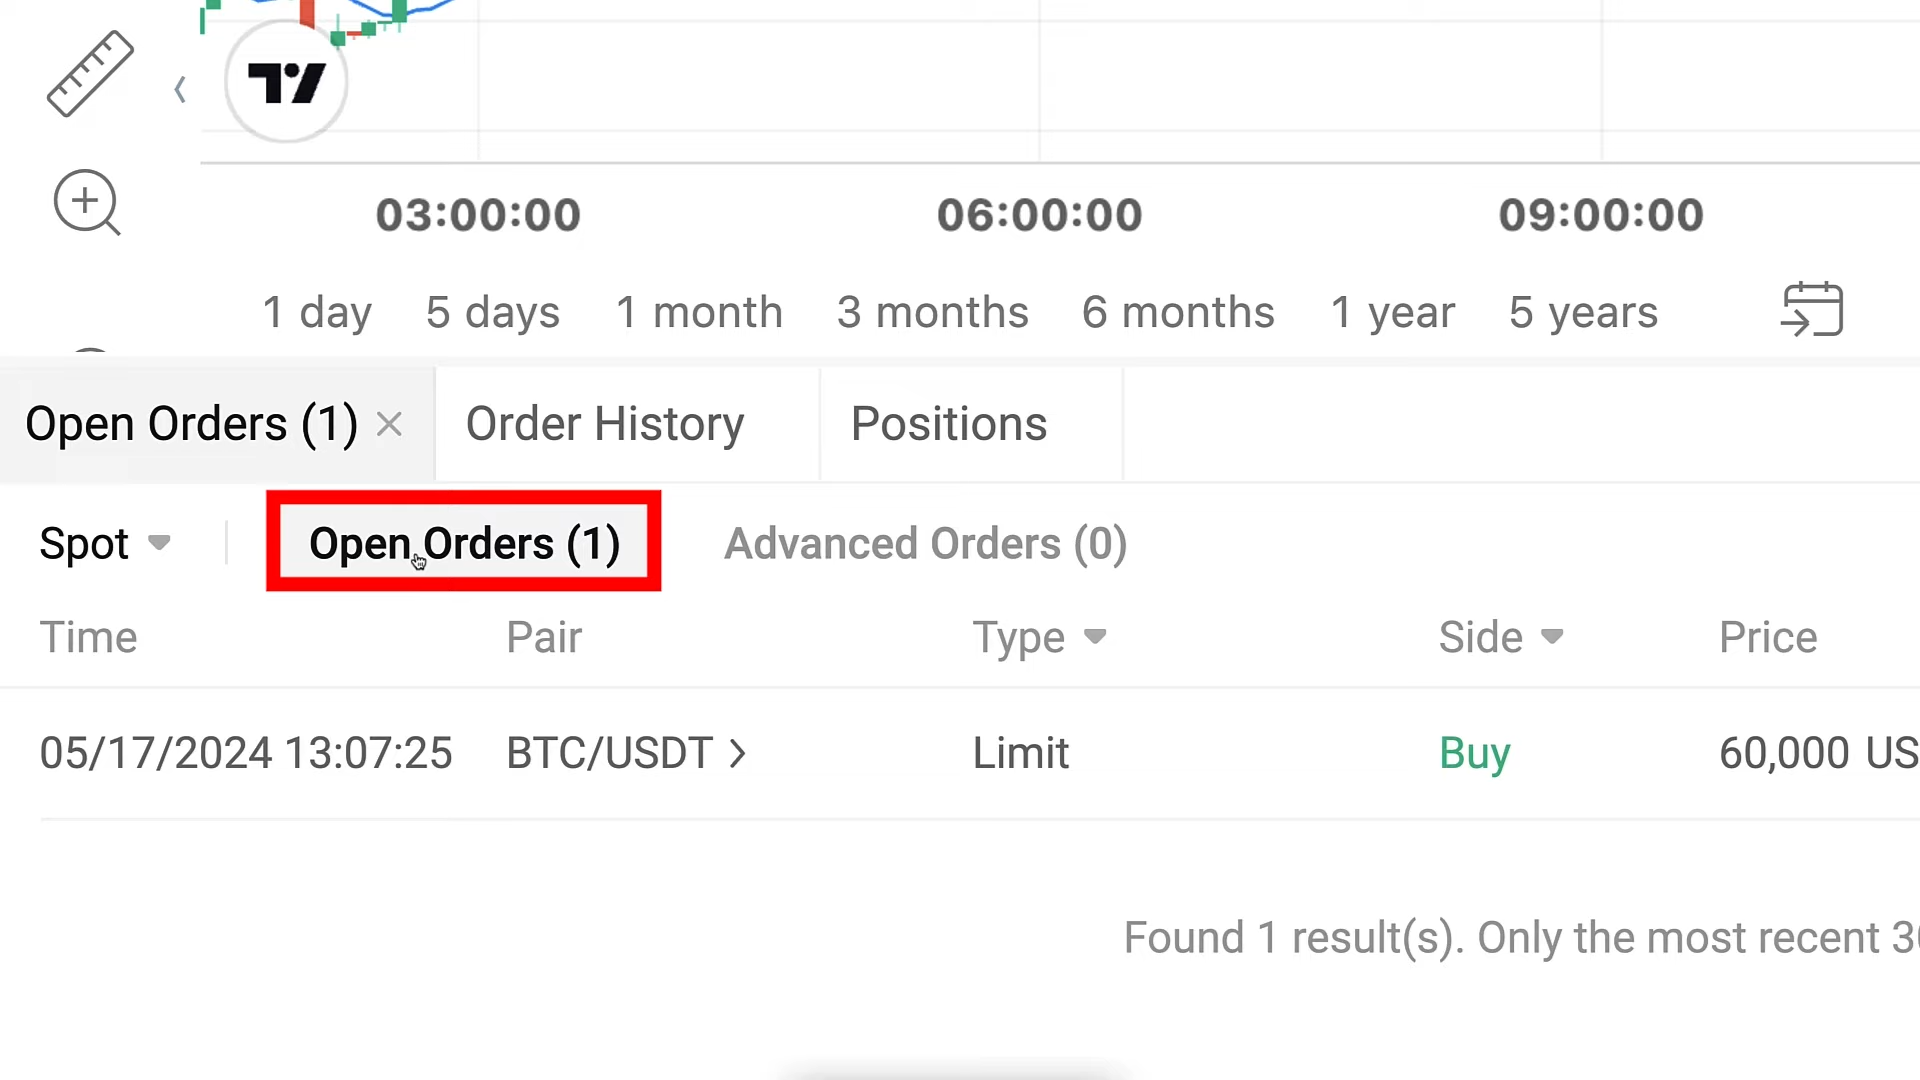 03:00:00 06:00:00 09:00:00
1 day 5 days 1 month 3 months 6 months 1 year 5 years
Open Orders (1) Order History Positions
Spot Open Orders (1) Advanced Orders (0)
Time Pair Type Side Price
05/17/2024 13:07:25 BTC/USDT Limit Buy 60,000 US
Found 1 result(s). Only the most recent